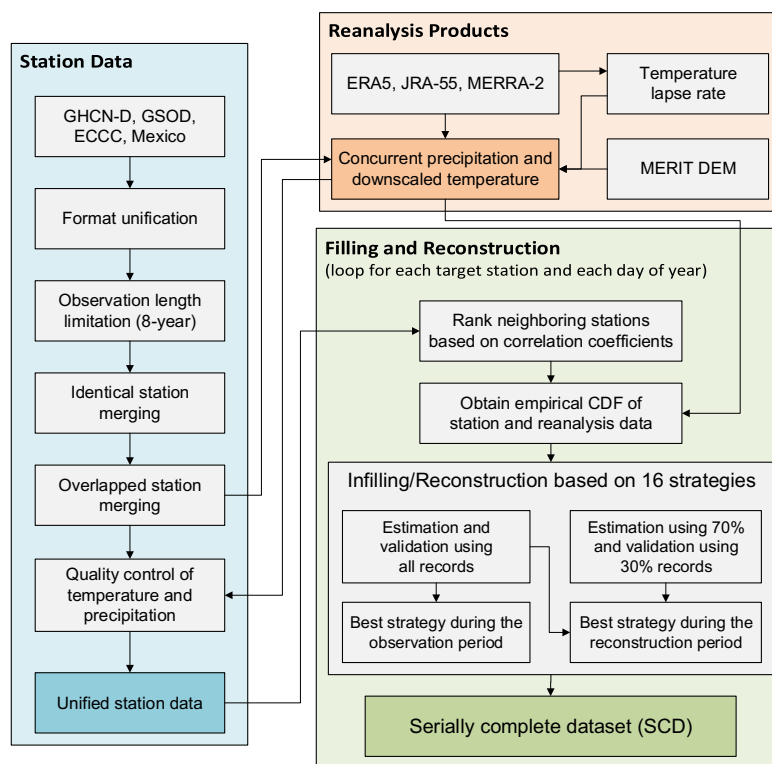 Station Data
GHCN-D, GSOD,
ECCC, Mexico
Format unification
Observation length
limitation (8-year)
Identical station
merging
Overlapped station
merging
Quality control of
temperature and
precipitation
Unified station data
Reanalysis Products
ERA5, JRA-55, MERRA-2
Temperature
lapse rate
Concurrent precipitation and
downscaled temperature
MERIT DEM
Filling and Reconstruction
(loop for each target station and each day of year)
Rank neighboring stations
based on correlation coefficients
Obtain empirical CDF of
station and reanalysis data
Infilling/Reconstruction based on 16 strategies
Estimation and
validation using
all records
Estimation using 70%
and validation using
30% records
Best strategy during the
observation period
Best strategy during the
reconstruction period
Serially complete dataset (SCD)